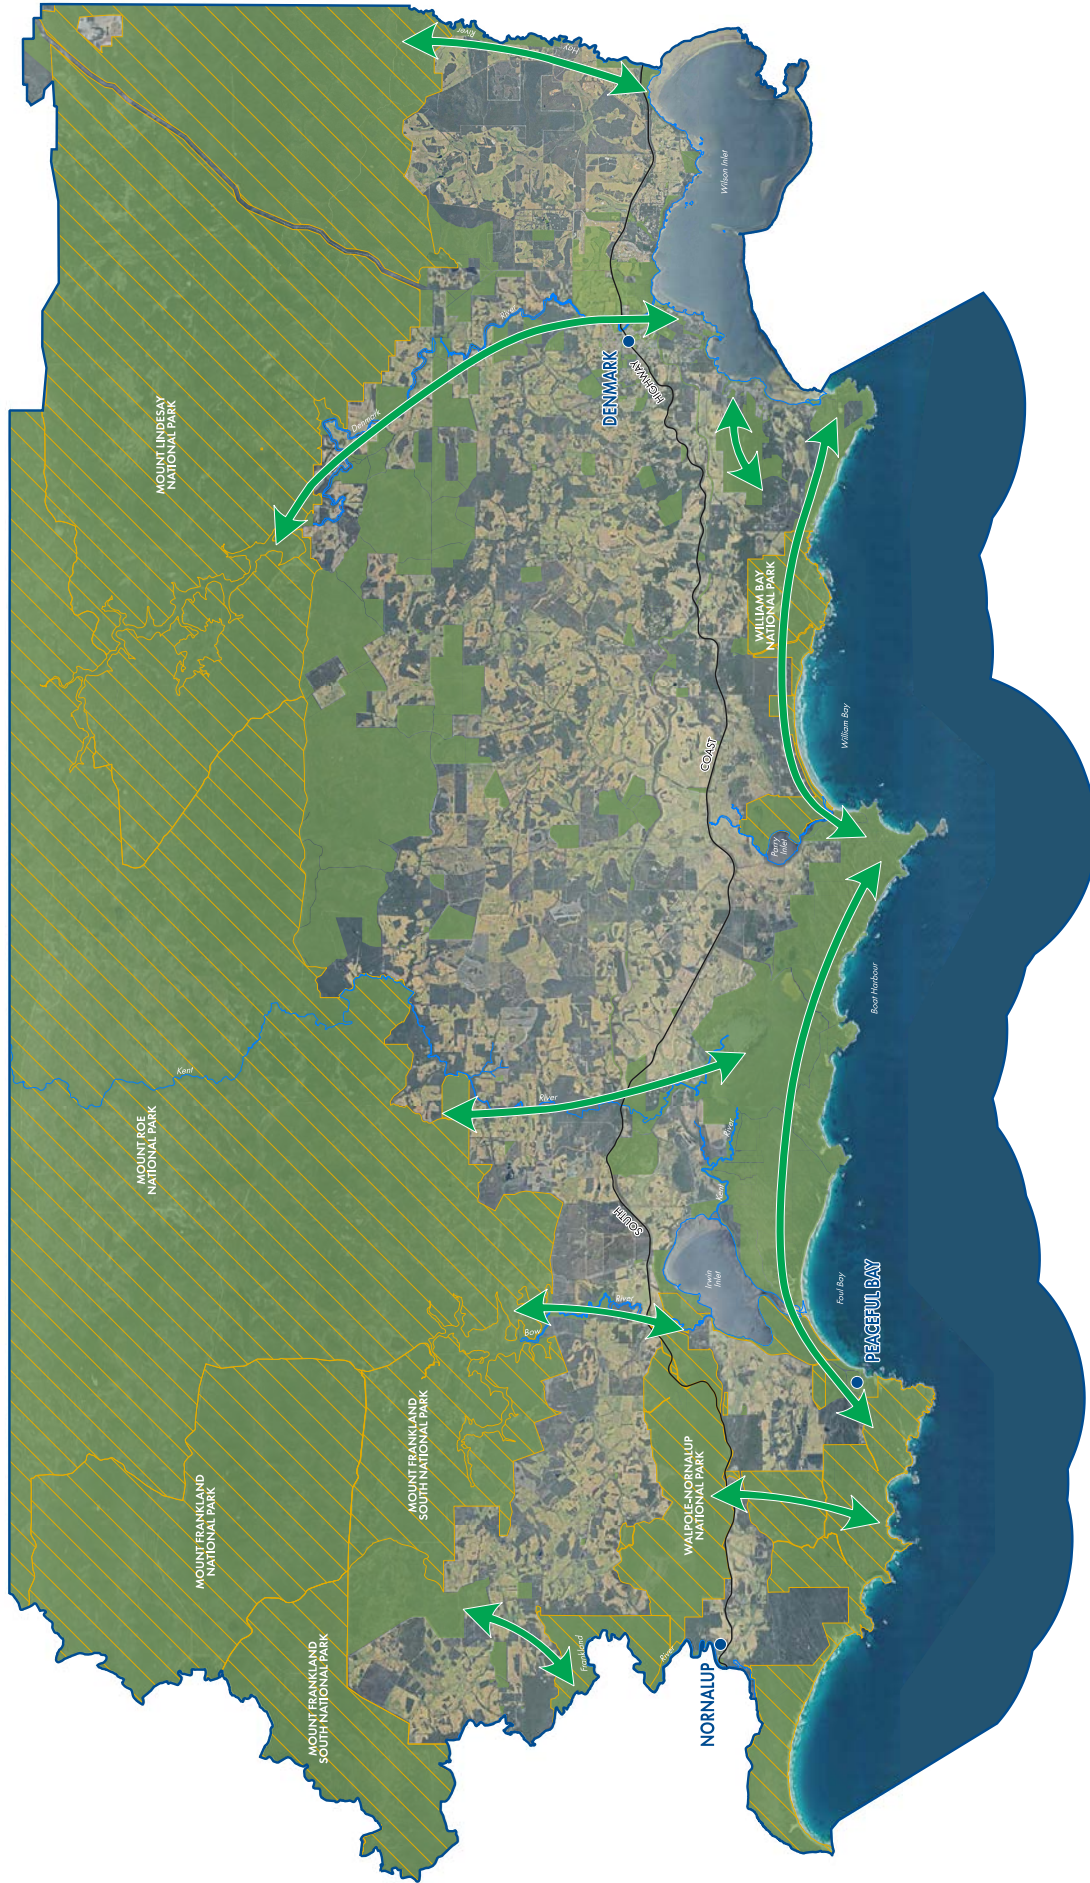 MOUNT FRANKLAND
SOUTH NATIONAL PARK
MOUNT FRANKLAND
NATIONAL PARK
MOUNT FRANKLAND
SOUTH NATIONAL PARK
MOUNT ROE
NATIONAL PARK
MOUNT LINDESAY
NATIONAL PARK
Kent
River
Hay
River
Denmark
River
Bow
River
Frankland
River
River
Kent
River
NORNALUP
WALPOLE-NORNALUP
NATIONAL PARK
SOUTH
COAST
HIGHWAY
DENMARK
Irwin
Inlet
Parry
Inlet
Wilson Inlet
WILLIAM BAY
NATIONAL PARK
PEACEFUL BAY
Foul Bay
Boat Harbour
William Bay